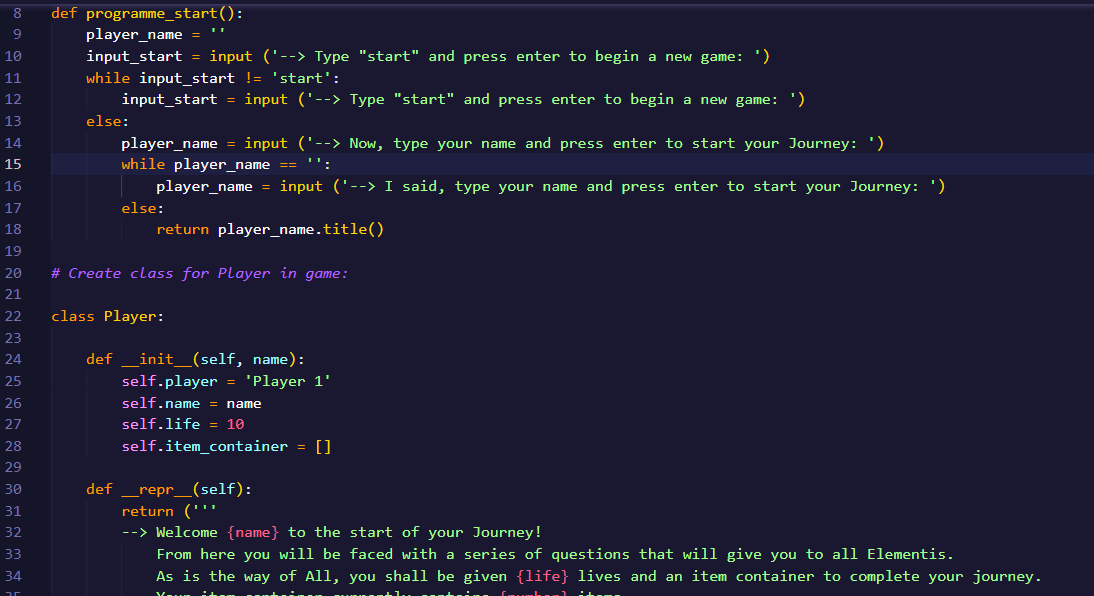 8 def programme_start():
9 player_name = ''
10 input_start = input ('--> Type "start" and press enter to begin a new game: ')
11 while input_start != 'start':
12 input_start = input ('--> Type "start" and press enter to begin a new game: ')
13 else:
14 player_name = input ('--> Now, type your name and press enter to start your Journey: ')
15 while player_name == '':
16 player_name = input ('--> I said, type your name and press enter to start your Journey: ')
17 else:
18 return player_name.title()
19
20 # Create class for Player in game:
21
22 class Player:
23
24 def __init__(self, name):
25 self.player = 'Player 1'
26 self.name = name
27 self.life = 10
28 self.item_container = []
29
30 def __repr__(self):
31 return ('''
32 --> Welcome {name} to the start of your Journey!
33 From here you will be faced with a series of questions that will give you to all Elementis.
34 As is the way of All, you shall be given {life} lives and an item container to complete your journey.
35 Your item container currently contains {number} items